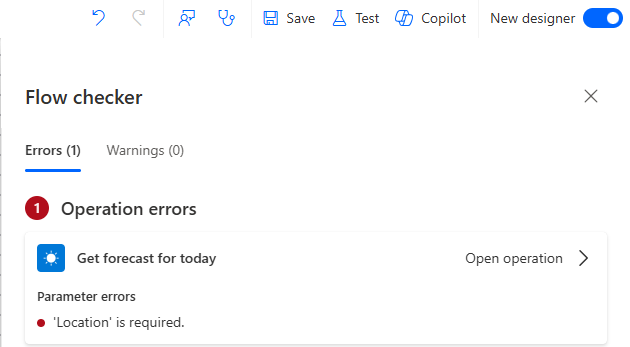 Save Test Copilot New designer
Flow checker
Errors (1) Warnings (0)
1 Operation errors
Get forecast for today Open operation
Parameter errors
'Location' is required.